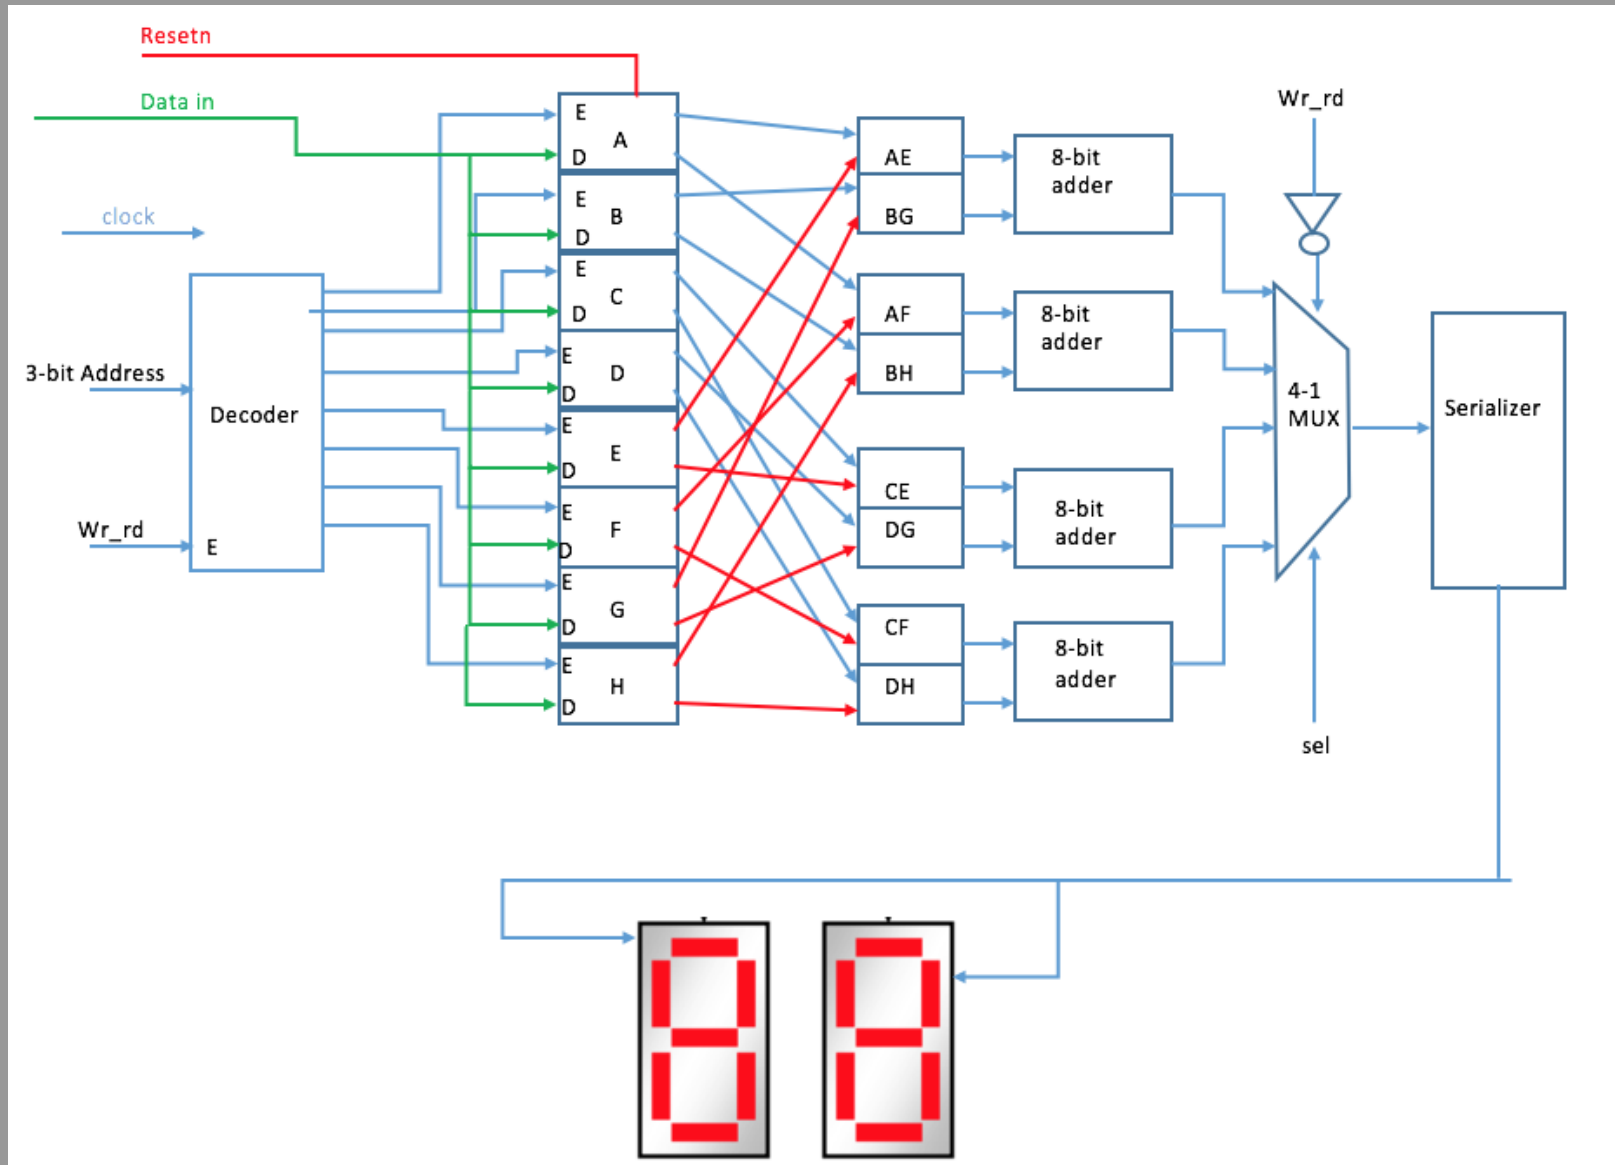 Resetn
Data in
clock
3-bit Address
Wr_rd
Decoder
E
E
A
D
E
B
D
E
C
D
E
D
D
E
E
D
E
F
D
E
G
D
E
H
D
AE
BG
AF
BH
CE
DG
CF
DH
8-bit
adder
8-bit
adder
8-bit
adder
8-bit
adder
Wr_rd
4-1
MUX
sel
Serializer
88